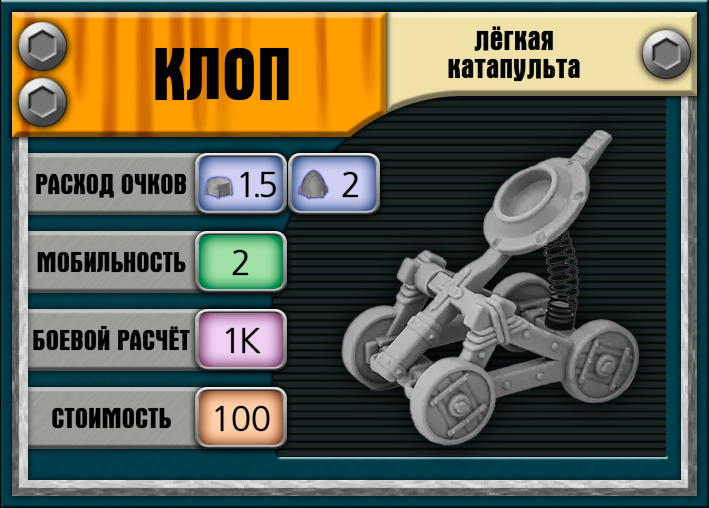 КЛОП
лёгкая
катапульта
РАСХОД ОЧКОВ 1.5 2
МОБИЛЬНОСТЬ 2
БОЕВОЙ РАСЧЁТ 1К
СТОИМОСТЬ 100